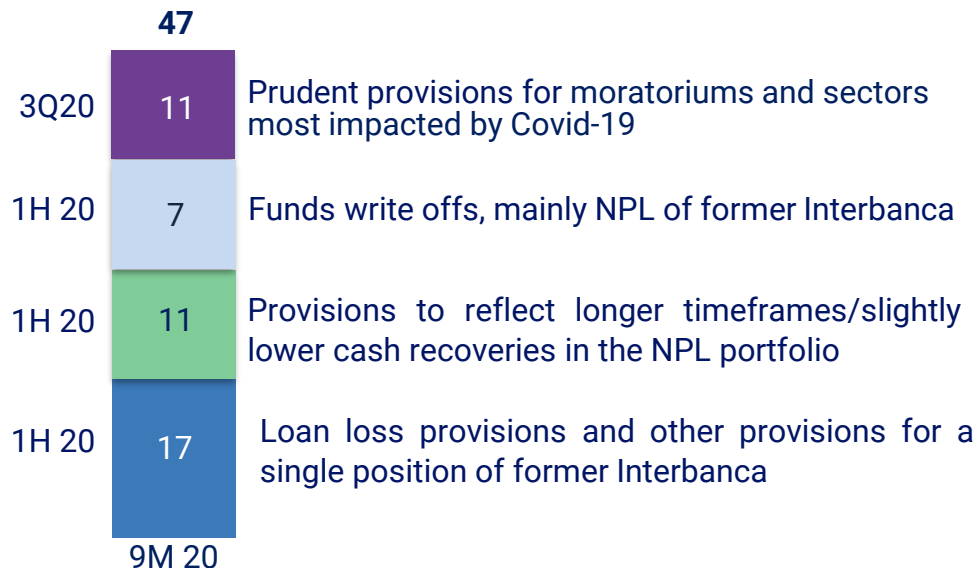 47
3Q20
11
Prudent provisions for moratoriums and sectors
most impacted by Covid-19
1H 20
7
Funds write offs, mainly NPL of former Interbanca
1H 20
11
Provisions to reflect longer timeframes/slightly
lower cash recoveries in the NPL portfolio
1H 20
17
Loan loss provisions and other provisions for a
single position of former Interbanca
9M 20